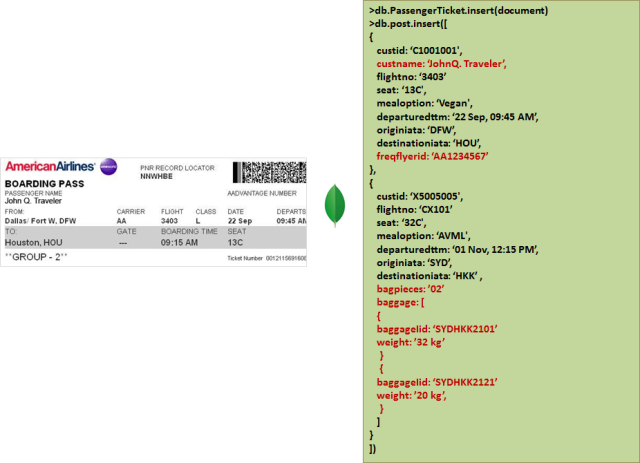 AmericanAirlines
PNR RECORD LOCATOR
NNWHBE
BOARDING PASS
PASSENGER NAME
John Q. Traveler
AADVANTAGE NUMBER
FROM: CARRIER FLIGHT CLASS DATE DEPARTS
Dallas/ Fort W, DFW AA 3403 L 22 Sep 09:45 AM
TO: GATE BOARDING TIME SEAT
Houston, HOU --- 09:15 AM 13C
**GROUP - 2**
Ticket Number
>db.PassengerTicket.insert(document)
>db.post.insert([
{
custid: ‘C1001001',
custname: ‘JohnQ. Traveler’,
flightno: ‘3403’
seat: ‘13C',
mealoption: ‘Vegan',
departuredttm: ‘22 Sep, 09:45 AM’,
originiata: ‘DFW’,
destinationiata: ‘HOU’,
freqflyerid: ‘AA1234567’
},
{
custid: ‘X5005005’,
flightno: ‘CX101’
seat: ‘32C',
mealoption: ‘AVML’,
departuredttm: ‘01 Nov, 12:15 PM’,
originiata: ‘SYD’,
destinationiata: ‘HKK’ ,
bagpieces: ’02’
baggage: [
{
baggageIid: ‘SYDHKK2101’
weight: ’32 kg’
}
{
baggageIid: ‘SYDHKK2121’
weight: ’20 kg’,
}
]
}
])